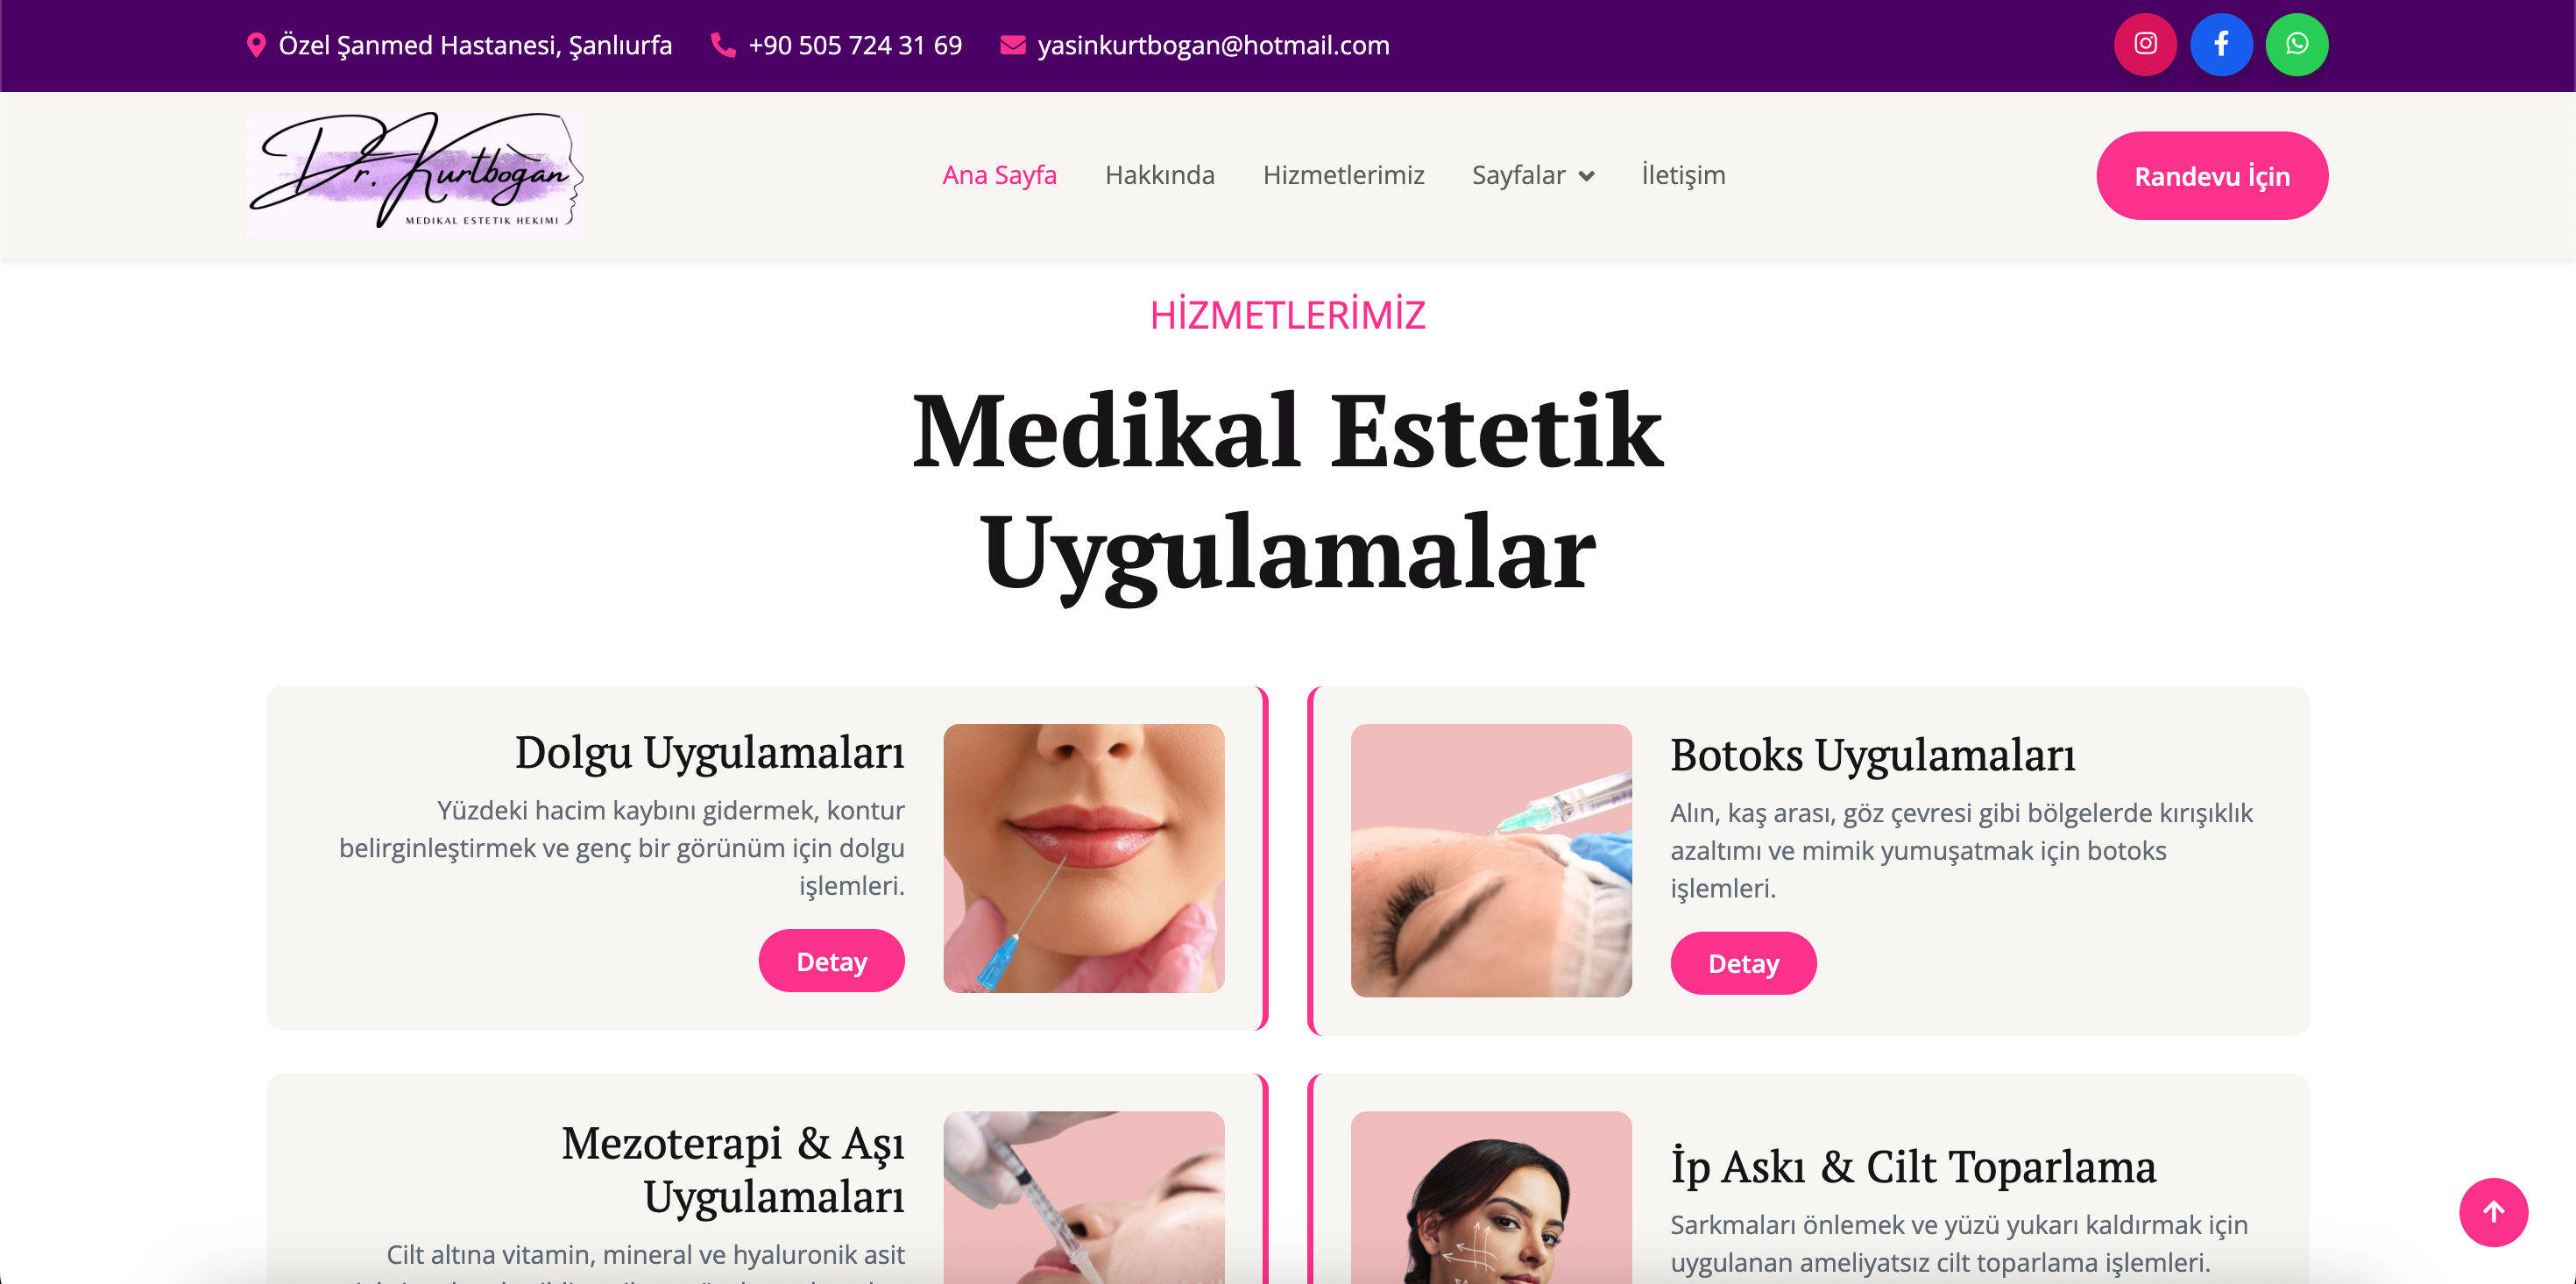 Özel Şanmed Hastanesi, Şanlıurfa +90 505 724 31 69 yasinkurtbogan@hotmail.com
Dr. Kurtboğan
MEDIKAL ESTETIK HEKIMI
Ana Sayfa Hakkında Hizmetlerimiz Sayfalar İletişim
Randevu İçin
HİZMETLERİMİZ
Medikal Estetik
Uygulamalar
Dolgu Uygulamaları
Yüzdeki hacim kaybını gidermek, kontur
belirginleştirmek ve genç bir görünüm için dolgu
işlemleri.
Detay
Botoks Uygulamaları
Alın, kaş arası, göz çevresi gibi bölgelerde kırışıklık
azaltımı ve mimik yumuşatmak için botoks
işlemleri.
Detay
Mezoterapi & Aşı
Uygulamaları
Cilt altına vitamin, mineral ve hyaluronik asit
İp Askı & Cilt Toparlama
Sarkmaları önlemek ve yüzü yukarı kaldırmak için
uygulanan ameliyatsız cilt toparlama işlemleri.